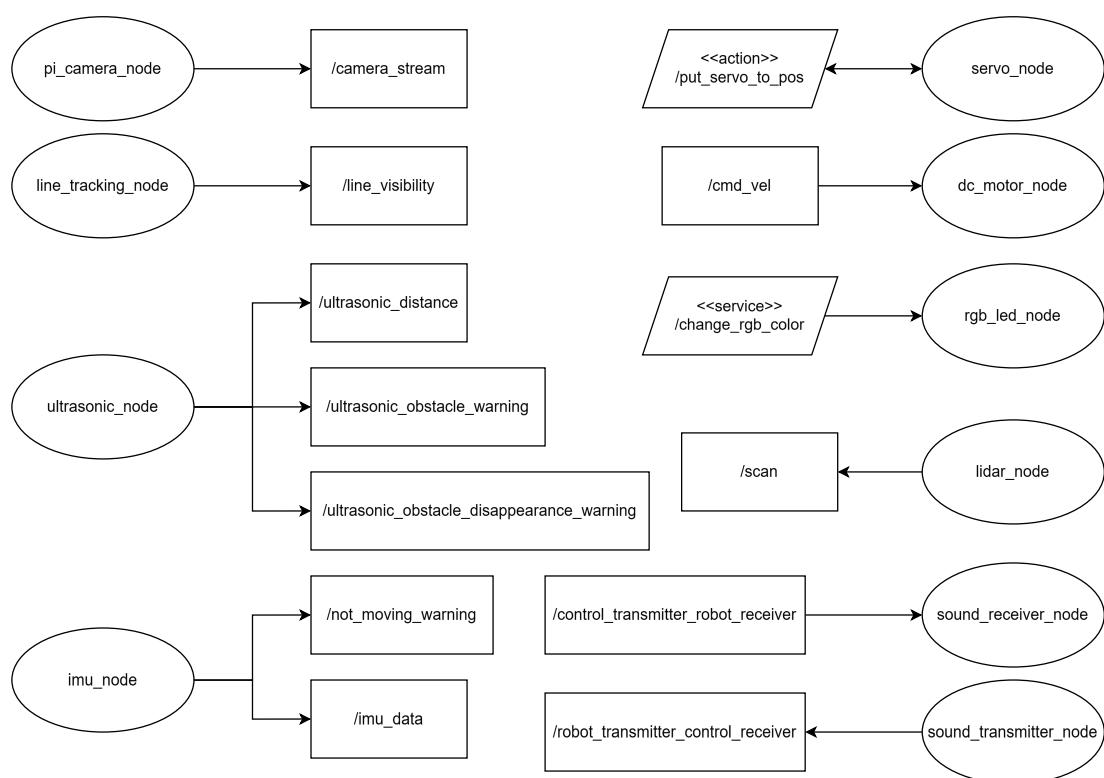 pi_camera_node
/camera_stream
<<action>>
/put_servo_to_pos
servo_node
line_tracking_node
/line_visibility
/cmd_vel
dc_motor_node
/ultrasonic_distance
<<service>>
/change_rgb_color
rgb_led_node
ultrasonic_node
/ultrasonic_obstacle_warning
/scan
lidar_node
/ultrasonic_obstacle_disappearance_warning
/not_moving_warning
/control_transmitter_robot_receiver
sound_receiver_node
imu_node
/imu_data
/robot_transmitter_control_receiver
sound_transmitter_node